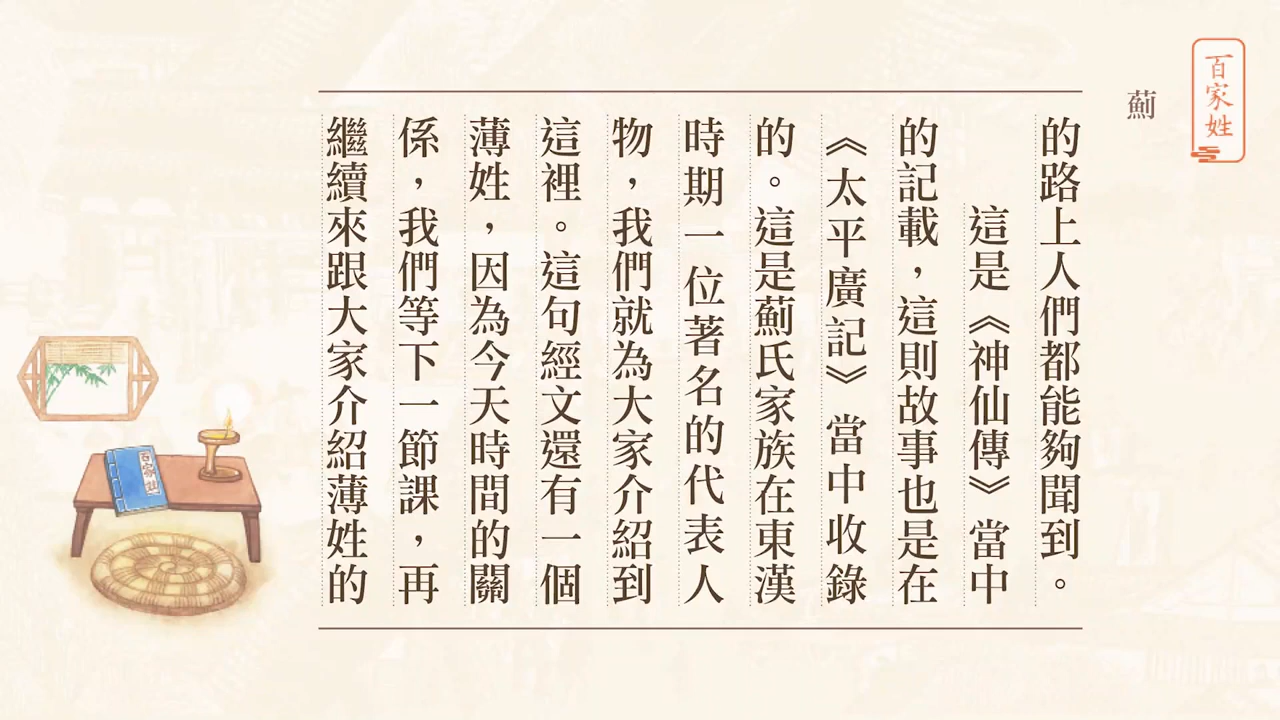 百家姓
薊
的路上人們都能夠聞到。
這是《神仙傳》當中
的記載，這則故事也是在
《太平廣記》當中收錄
的。這是薊氏家族在東漢
時期一位著名的代表人
物，我們就為大家介紹到
這裡。這句經文還有一個
薄姓，因為今天時間的關
係，我們等下一節課，再
繼續來跟大家介紹薄姓的
百家姓